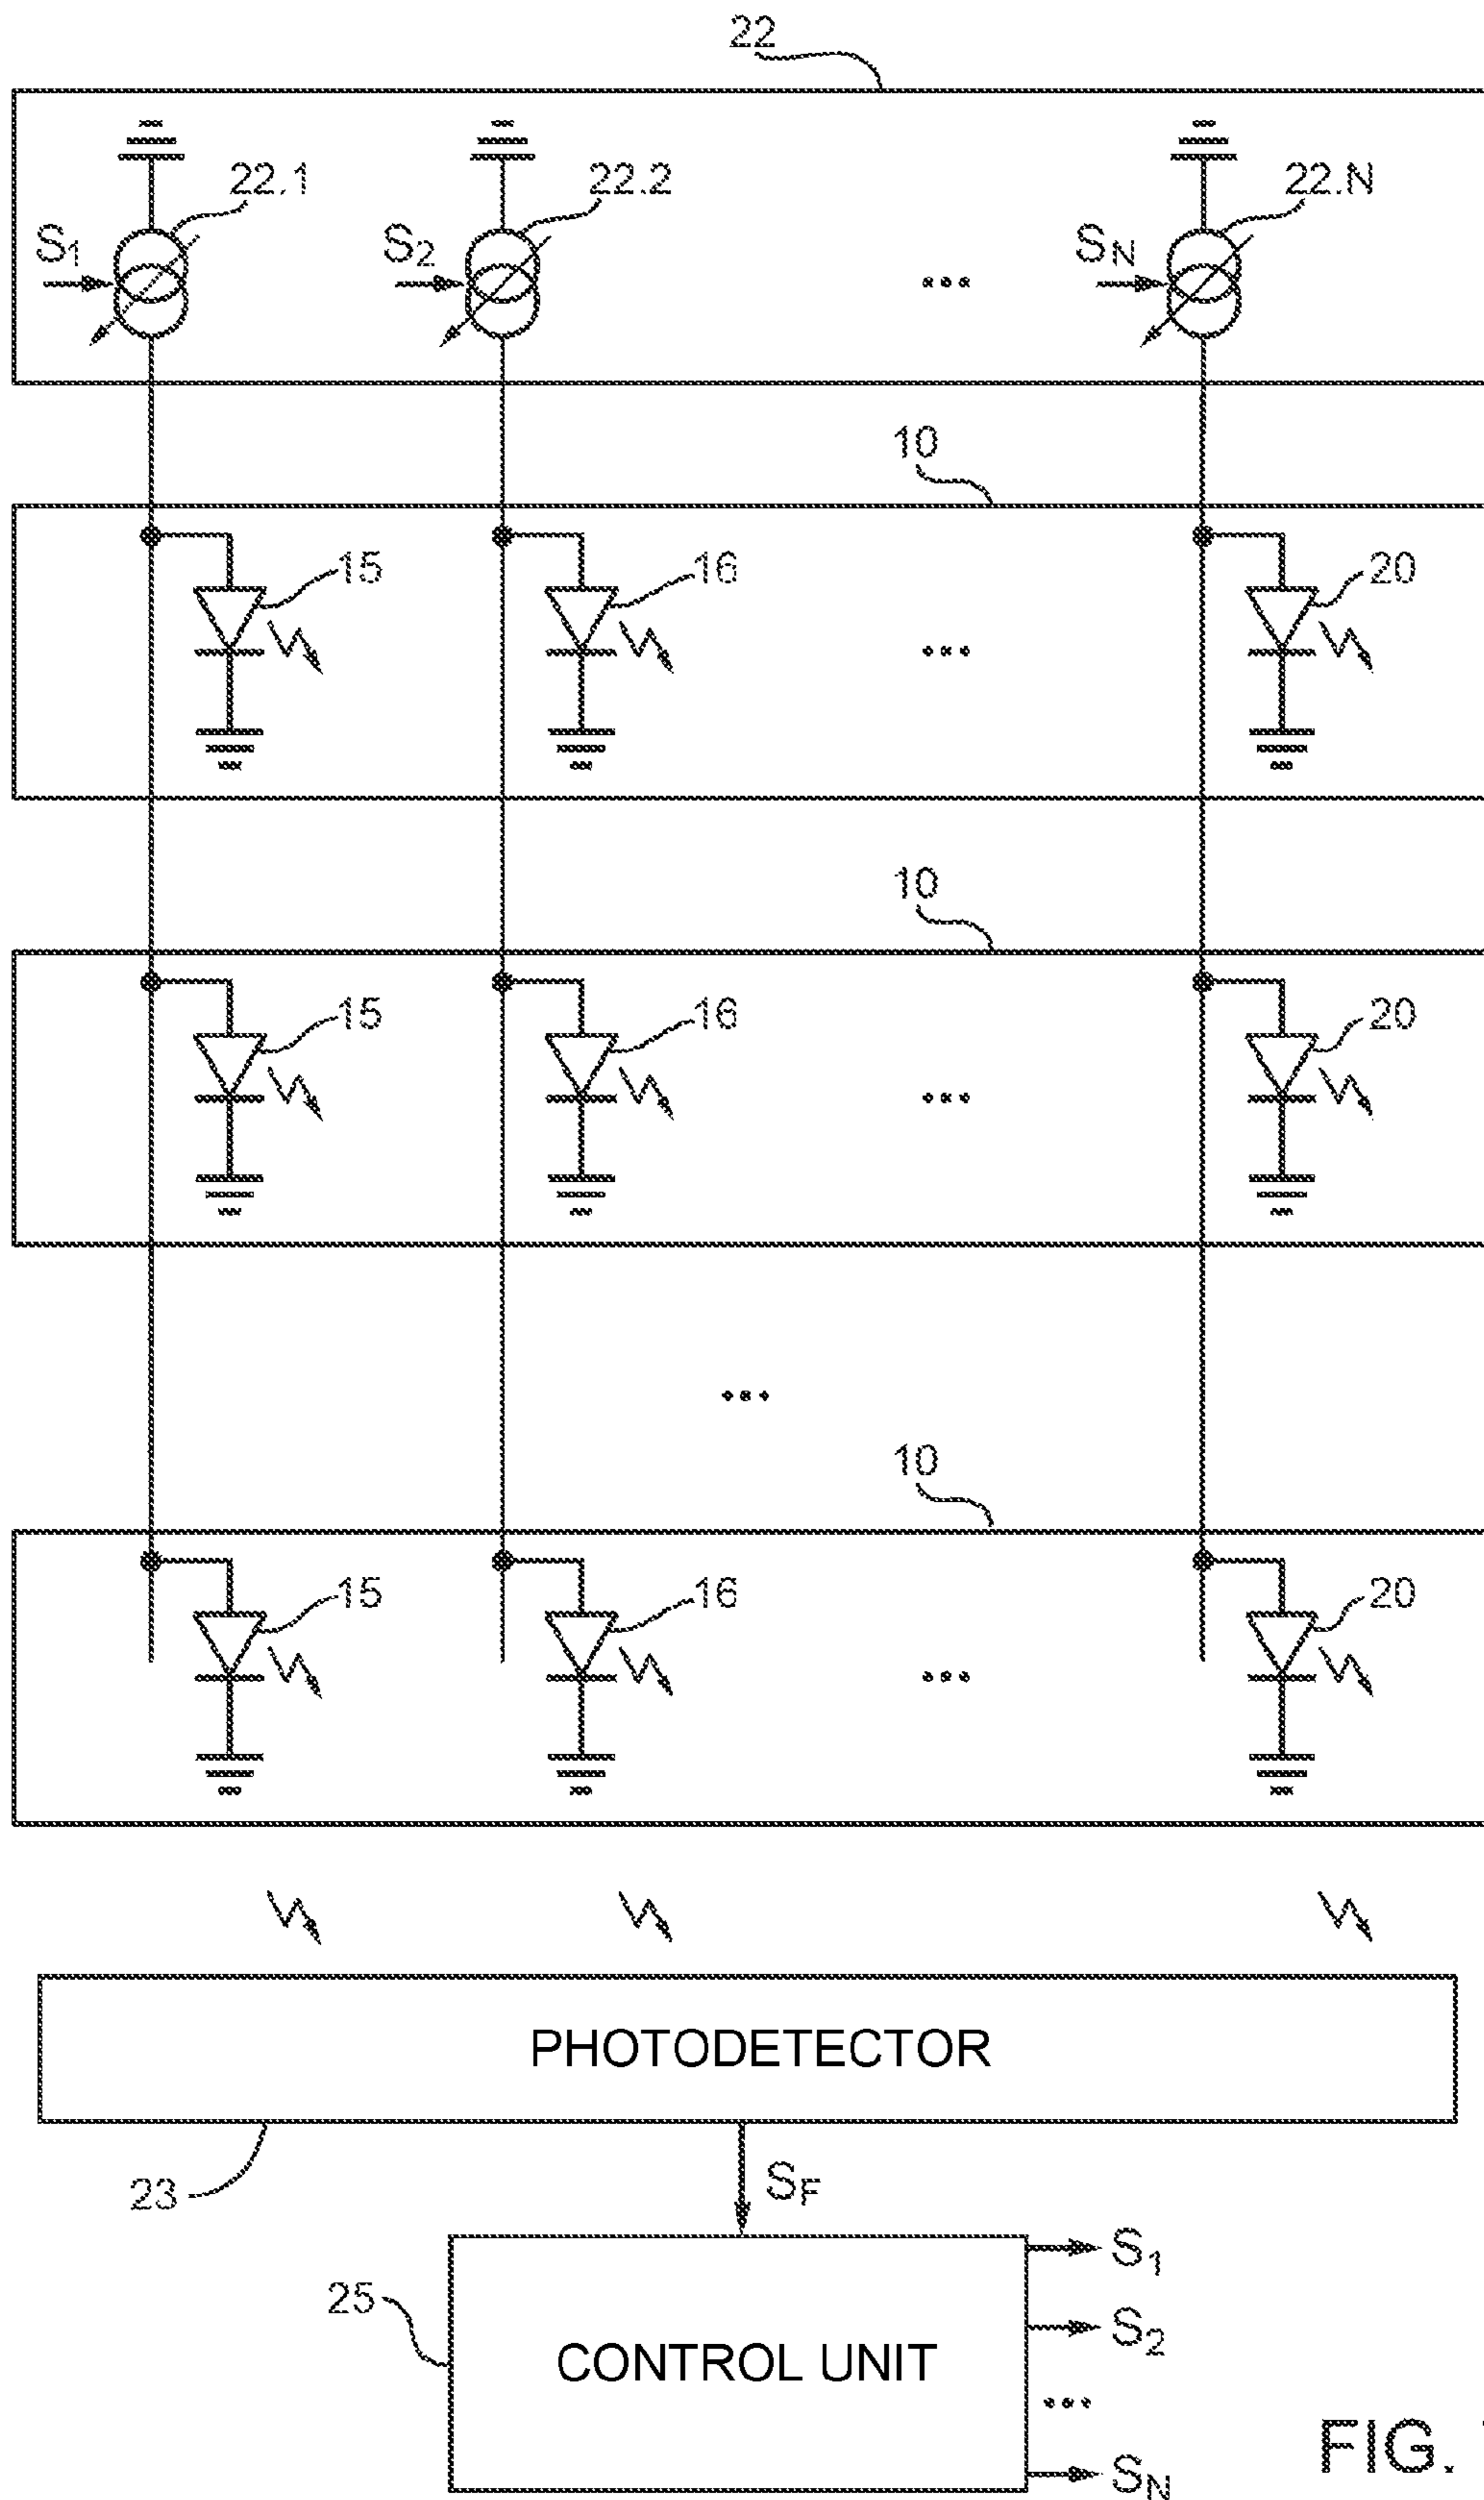 22
22.1 22.2 22.N
S1 S2 ... SN
10
15 16 20
...
10
15 16 20
...
...
10
15 16 20
...
PHOTODETECTOR
23
SF
S1
25
S2
CONTROL UNIT
...
SN
FIG.